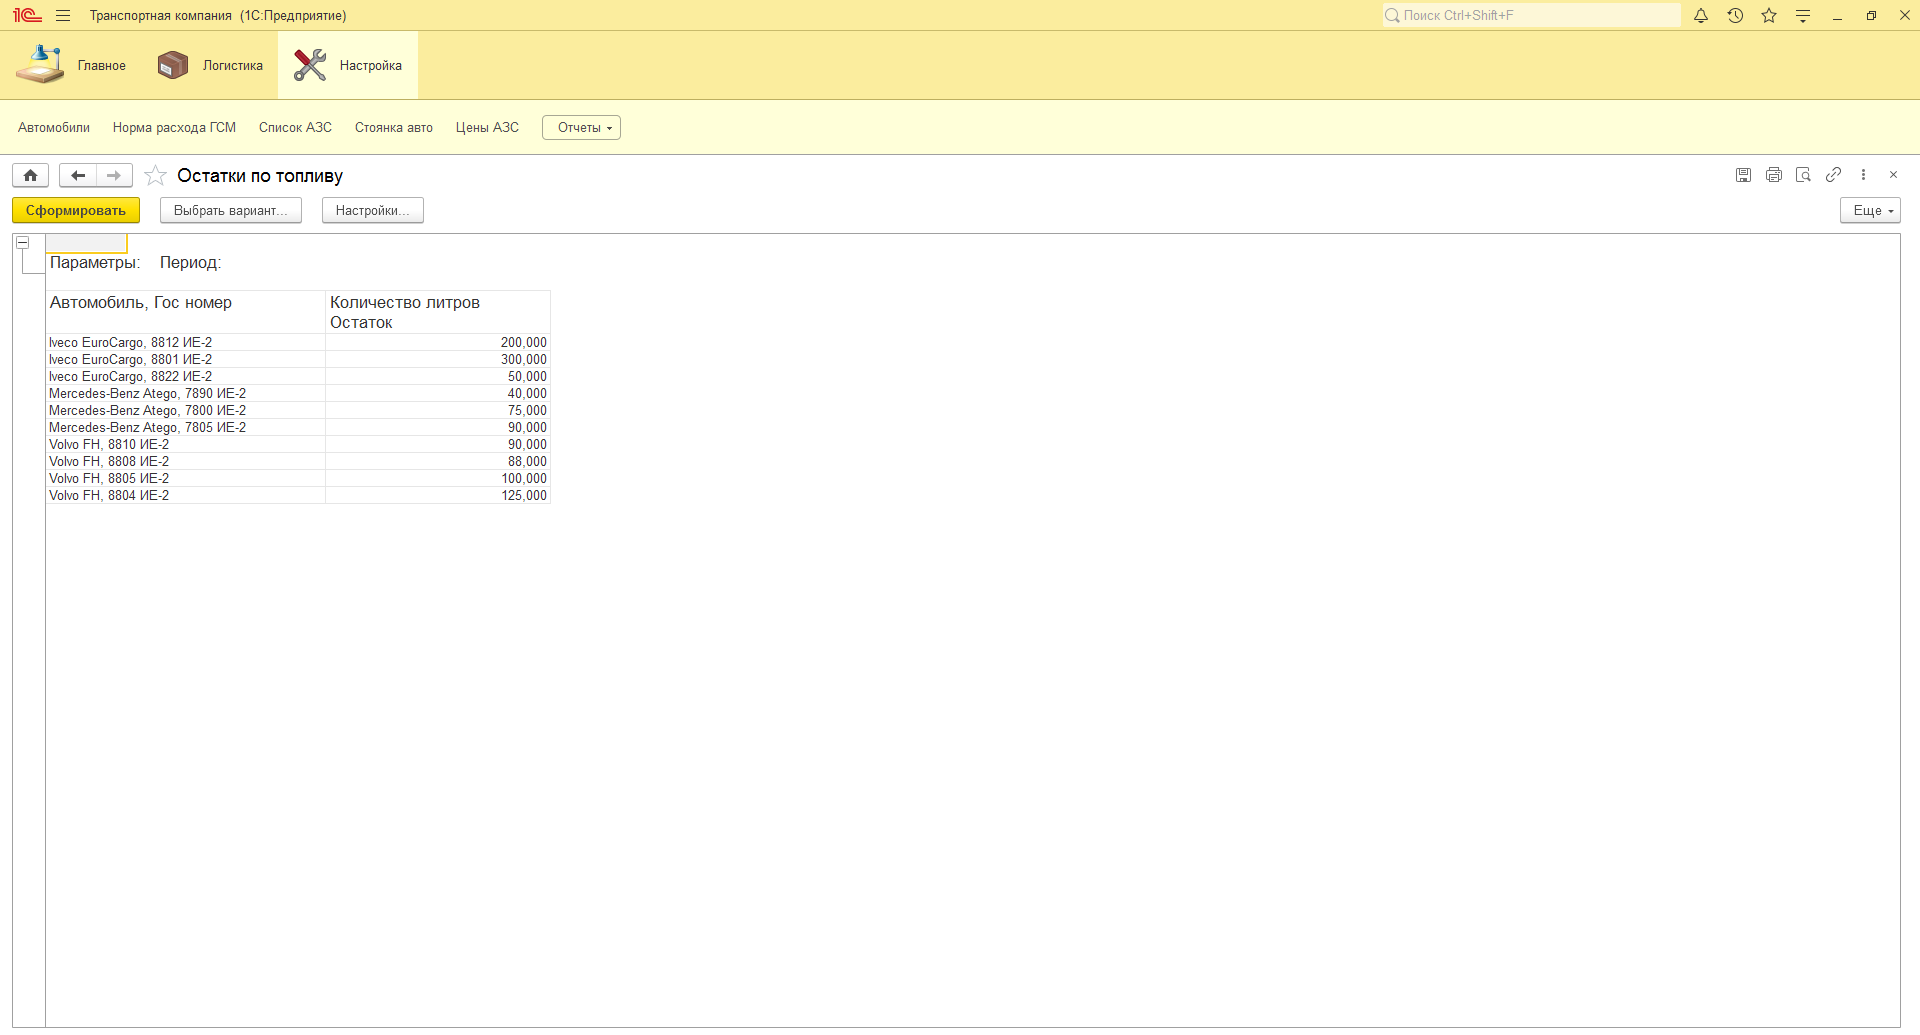 1С Транспортная компания (1С:Предприятие) Поиск Ctrl+Shift+F
Главное Логистика Настройка
Автомобили Норма расхода ГСМ Список АЗС Стоянка авто Цены АЗС Отчеты
Остатки по топливу
Сформировать Выбрать вариант... Настройки... Еще
Параметры: Период:
Автомобиль, Гос номер Количество литров
Остаток
Iveco EuroCargo, 8812 ИЕ-2 200,000
Iveco EuroCargo, 8801 ИЕ-2 300,000
Iveco EuroCargo, 8822 ИЕ-2 50,000
Mercedes-Benz Atego, 7890 ИЕ-2 40,000
Mercedes-Benz Atego, 7800 ИЕ-2 75,000
Mercedes-Benz Atego, 7805 ИЕ-2 90,000
Volvo FH, 8810 ИЕ-2 90,000
Volvo FH, 8808 ИЕ-2 88,000
Volvo FH, 8805 ИЕ-2 100,000
Volvo FH, 8804 ИЕ-2 125,000